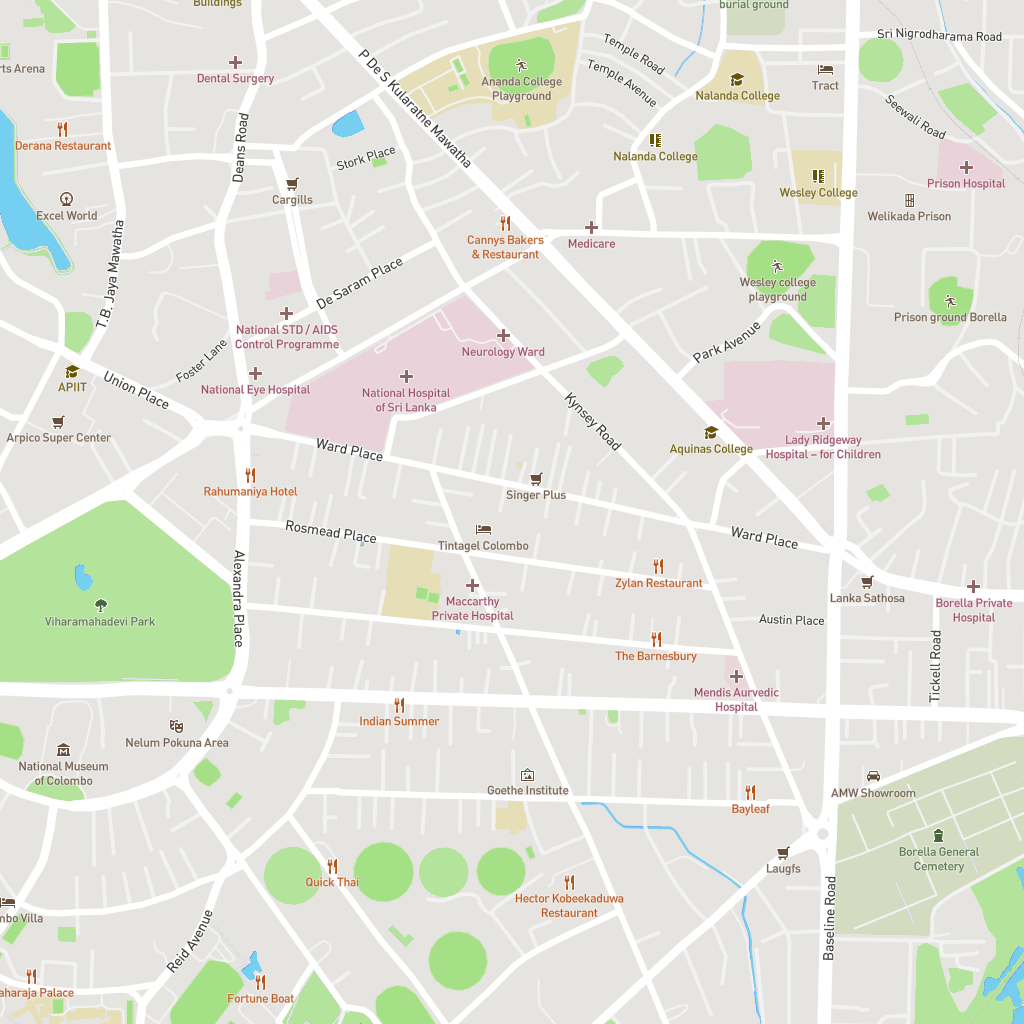 Buildings
burial ground
Sri Nigrodharama Road
rts Arena
Dental Surgery
P De S Kularatne Mawatha
Temple Road
Temple Avenue
Ananda College
Playground
Nalanda College
Tract
Seewali Road
Derana Restaurant
Deans Road
Stork Place
Nalanda College
Wesley College
Prison Hospital
Excel World
Cargills
Welikada Prison
Cannys Bakers
& Restaurant
Medicare
T.B. Jaya Mawatha
De Saram Place
Wesley college
playground
Prison ground Borella
National STD / AIDS
Control Programme
Neurology Ward
Park Avenue
Foster Lane
APIIT
Union Place
National Eye Hospital
National Hospital
of Sri Lanka
Kynsey Road
Arpico Super Center
Ward Place
Aquinas College
Lady Ridgeway
Hospital – for Children
Rahumaniya Hotel
Singer Plus
Rosmead Place
Tintagel Colombo
Ward Place
Alexandra Place
Zylan Restaurant
Lanka Sathosa
Maccarthy
Private Hospital
Borella Private
Hospital
Viharamahadevi Park
Austin Place
The Barnesbury
Tickell Road
Mendis Aurvedic
Hospital
Indian Summer
Nelum Pokuna Area
National Museum
of Colombo
Goethe Institute
AMW Showroom
Bayleaf
Borella General
Cemetery
Laugfs
Quick Thai
Hector Kobeekaduwa
Restaurant
mbo Villa
Reid Avenue
Baseline Road
aharaja Palace
Fortune Boat